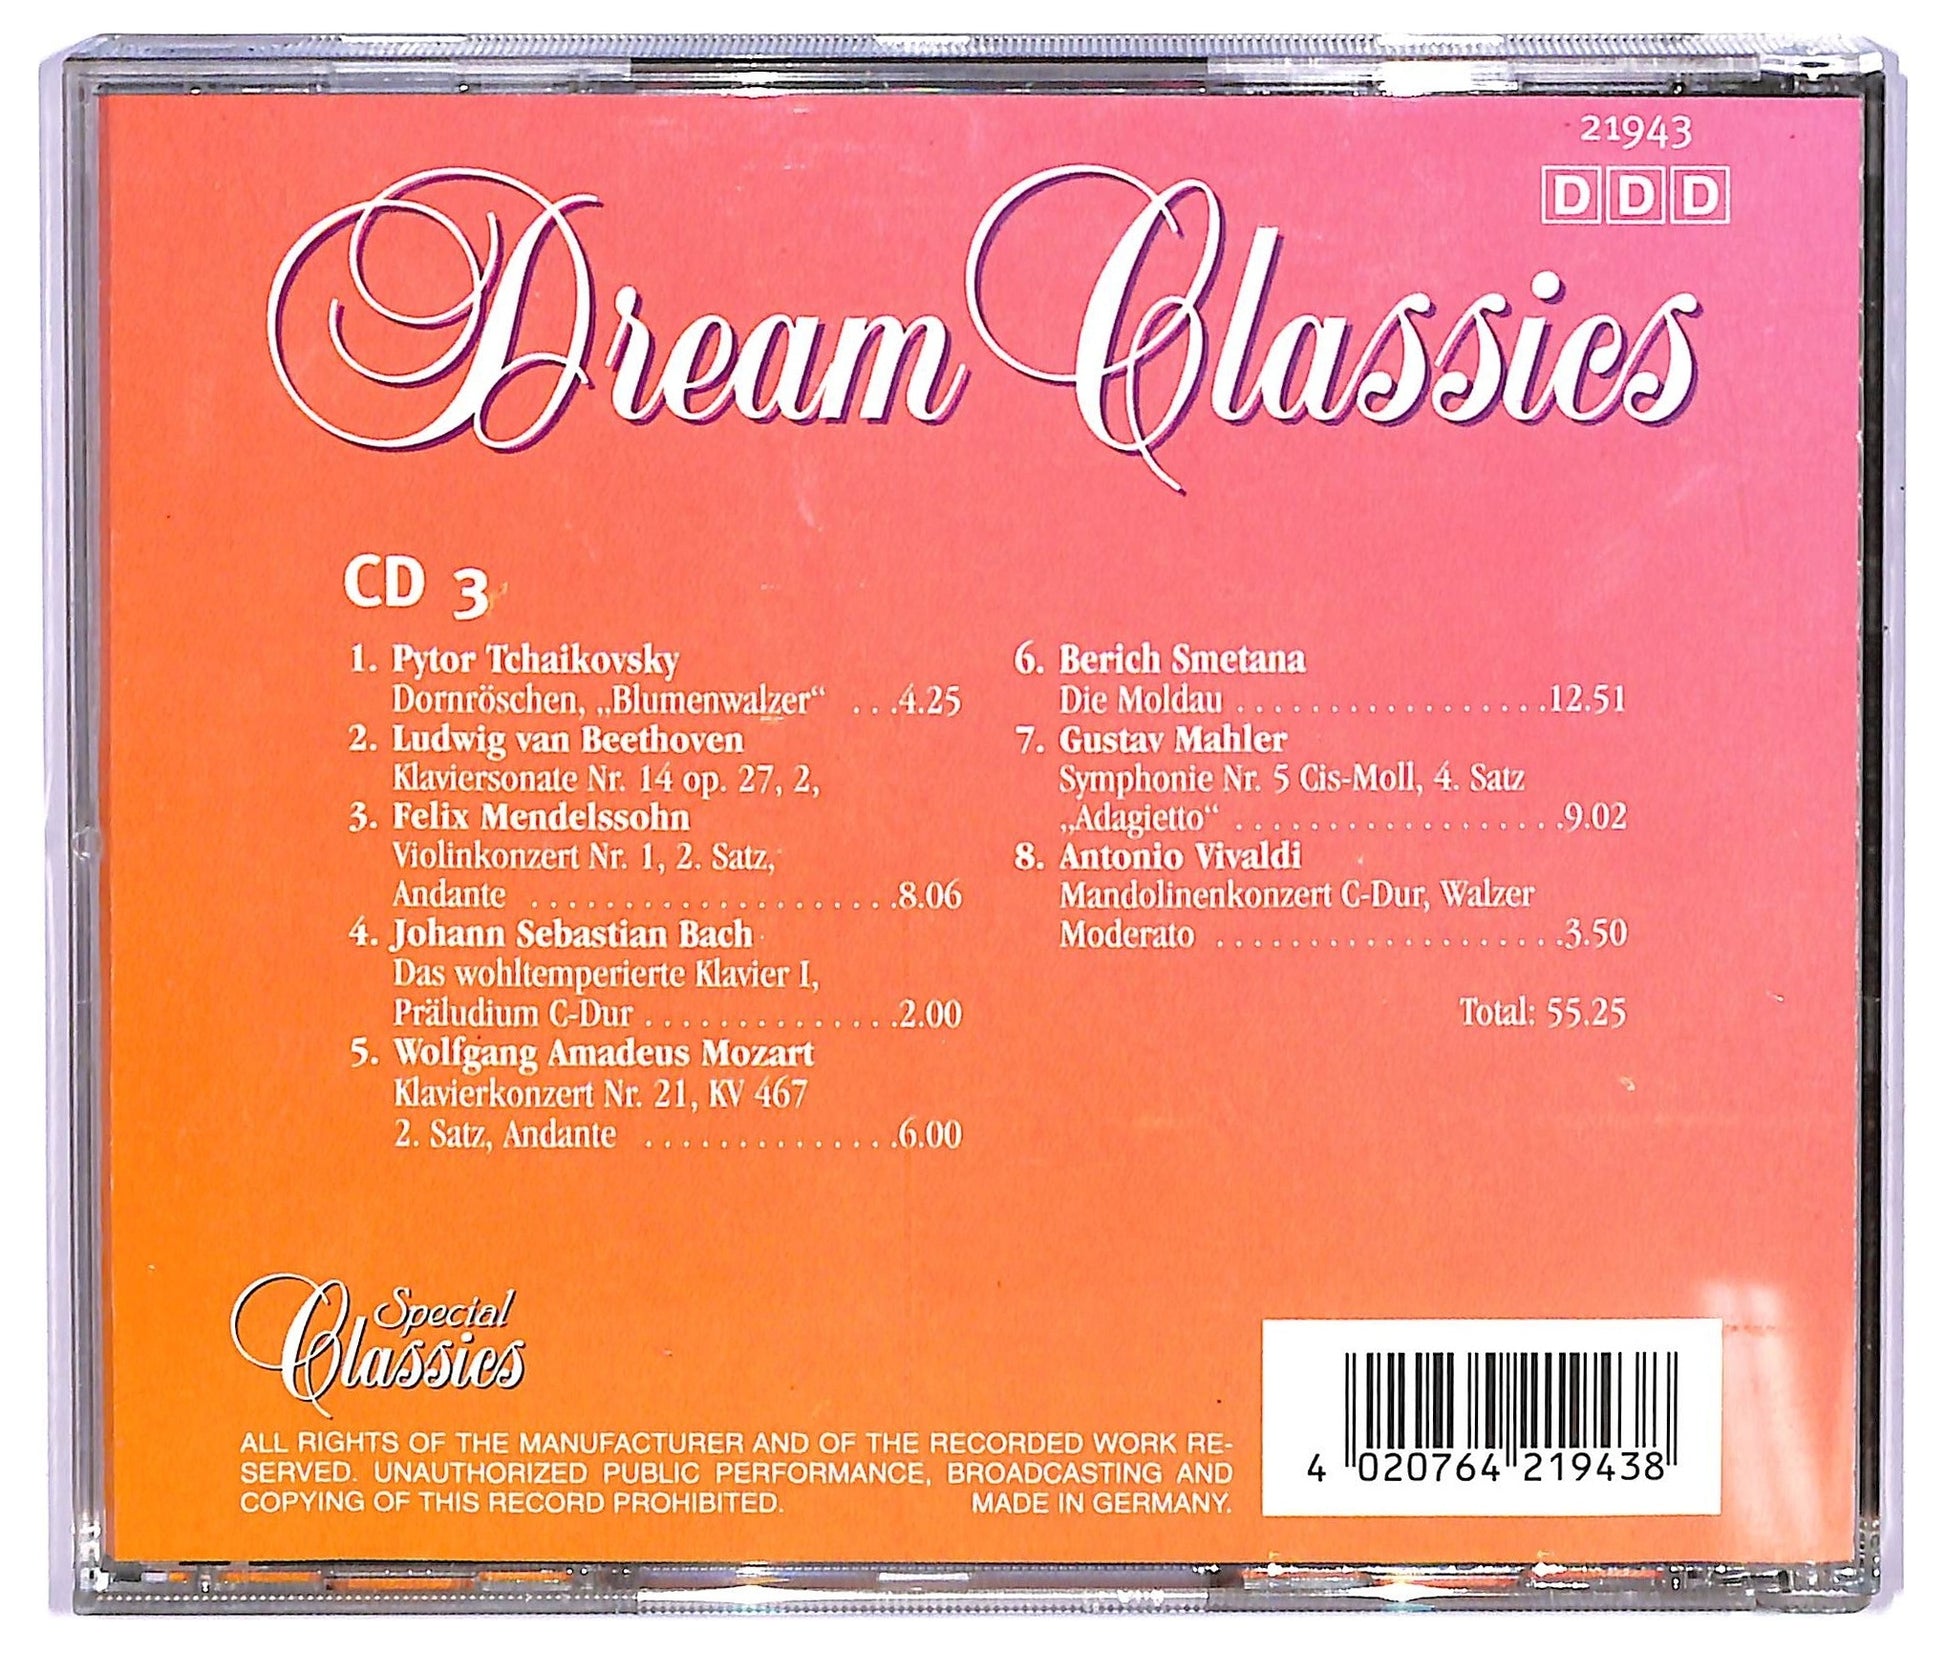 21943
DDD
Dream Classics
CD 3
1. Pytor Tchaikovsky
Dornröschen, „Blumenwalzer“ ...4.25
2. Ludwig van Beethoven
Klaviersonate Nr. 14 op. 27, 2,
3. Felix Mendelssohn
Violinkonzert Nr. 1, 2. Satz,
Andante ....................8.06
4. Johann Sebastian Bach
Das wohltemperierte Klavier I,
Präludium C-Dur ..............2.00
5. Wolfgang Amadeus Mozart
Klavierkonzert Nr. 21, KV 467
2. Satz, Andante ..............6.00
6. Berich Smetana
Die Moldau .................12.51
7. Gustav Mahler
Symphonie Nr. 5 Cis-Moll, 4. Satz
„Adagietto“ ..................9.02
8. Antonio Vivaldi
Mandolinenkonzert C-Dur, Walzer
Moderato ...................3.50
Total: 55.25
Special
Classics
ALL RIGHTS OF THE MANUFACTURER AND OF THE RECORDED WORK RE-
SERVED. UNAUTHORIZED PUBLIC PERFORMANCE, BROADCASTING AND
COPYING OF THIS RECORD PROHIBITED. MADE IN GERMANY.
4 020764 219438